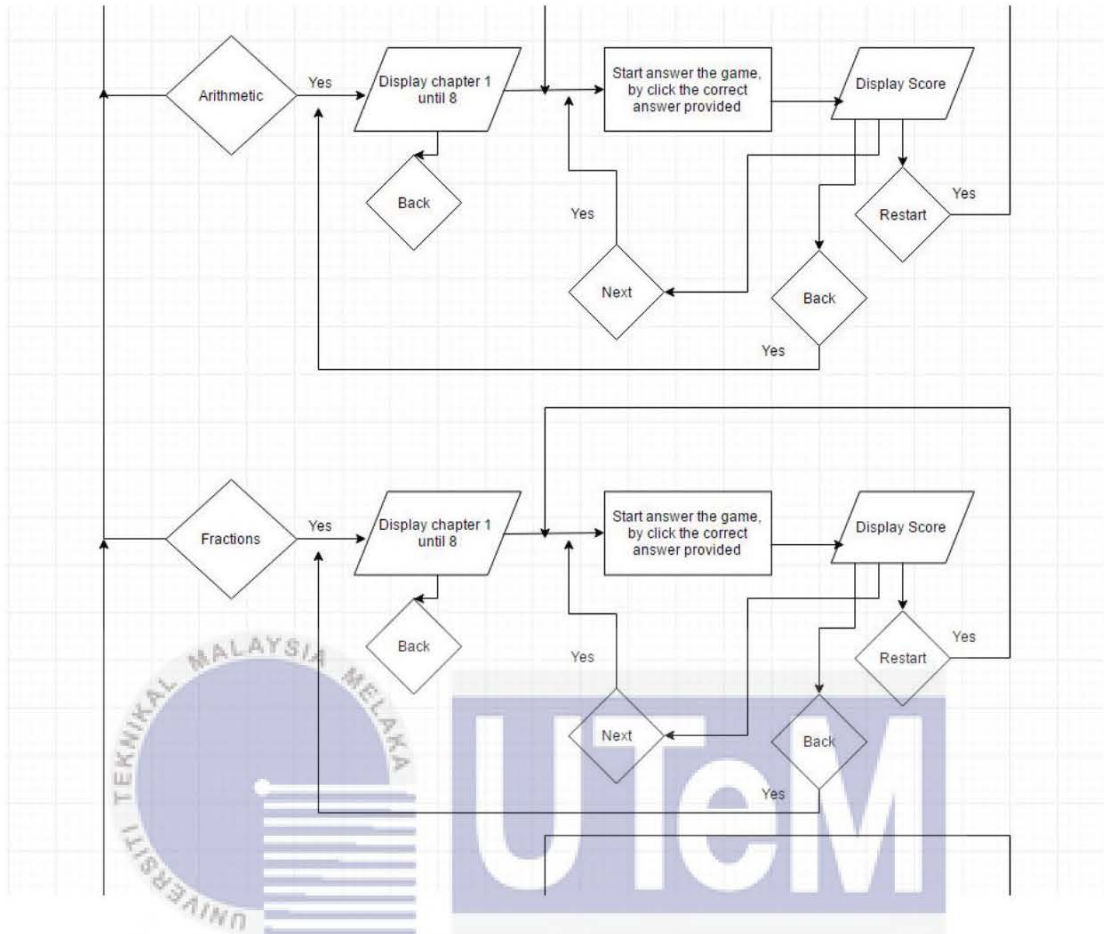 Arithmetic
Yes
Display chapter 1
until 8
Start answer the game,
by click the correct
answer provided
Display Score
Back
Yes
Restart
Yes
Next
Back
Yes
Fractions
Yes
Display chapter 1
until 8
Start answer the game,
by click the correct
answer provided
Display Score
Back
Yes
Restart
Yes
Next
Back
Yes
UNIVERSITI TEKNIKAL MALAYSIA MELAKA
UTeM